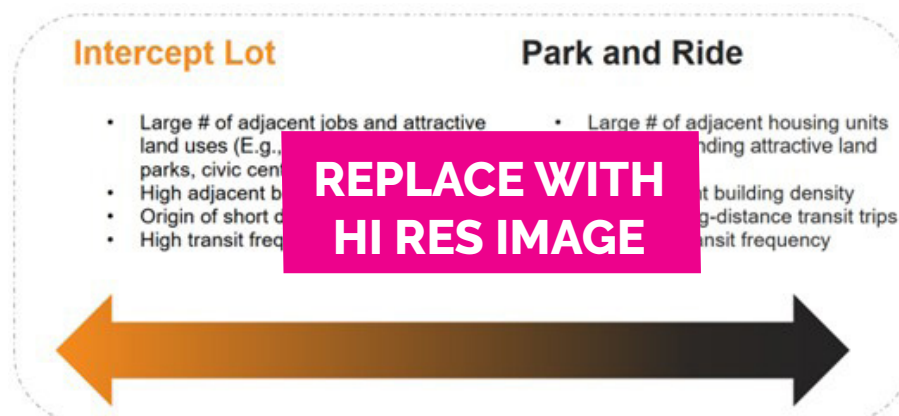 Intercept Lot
• Large # of adjacent jobs and attractive
land uses (E.g.,
parks, civic cent
• High adjacent b
• Origin of short d
• High transit freq
Park and Ride
• Large # of adjacent housing units
nding attractive land
nt building density
g-distance transit trips
nsit frequency
REPLACE WITH
HI RES IMAGE